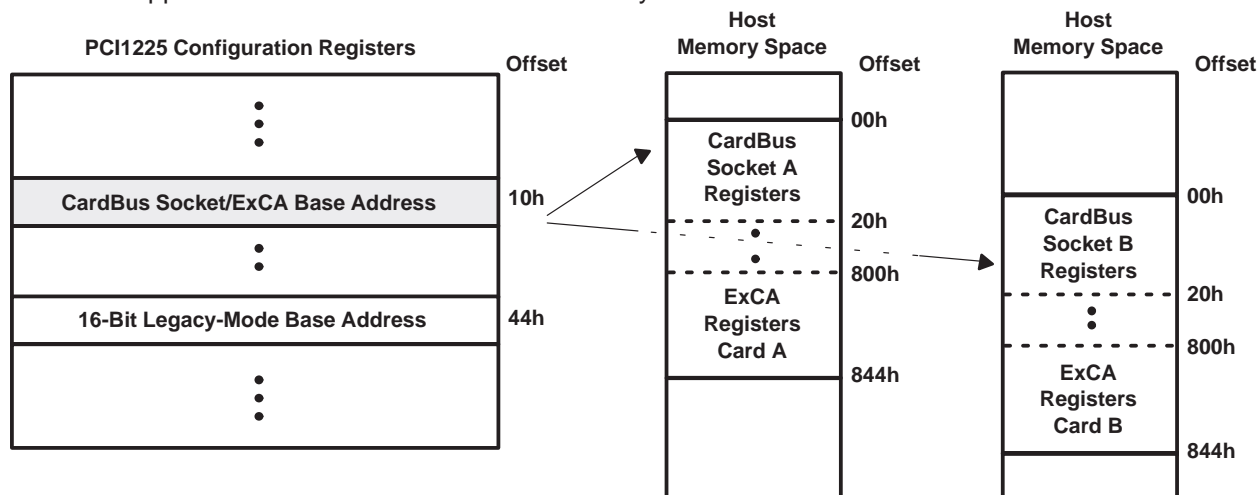 PCI1225 Configuration Registers
Offset
CardBus Socket/ExCA Base Address
10h
16-Bit Legacy-Mode Base Address
44h
Host
Memory Space
Offset
00h
CardBus
Socket A
Registers
20h
800h
ExCA
Registers
Card A
844h
Host
Memory Space
Offset
00h
CardBus
Socket B
Registers
20h
800h
ExCA
Registers
Card B
844h